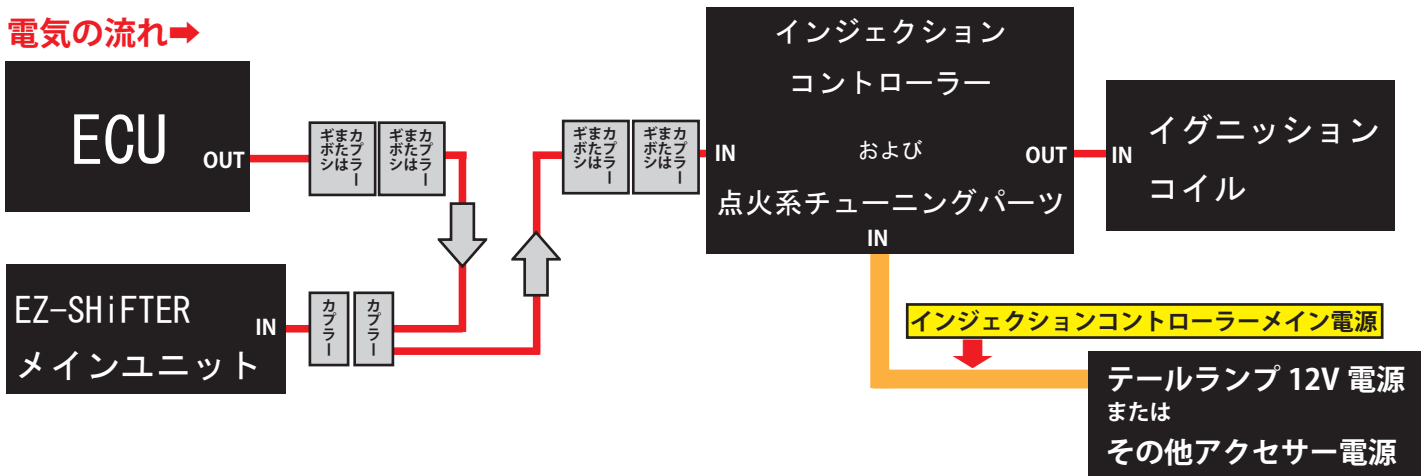 電気の流れ➡
ECU
OUT
カプラー
または
ギボシ
カプラー
または
ギボシ
カプラー
または
ギボシ
カプラー
または
ギボシ
インジェクション
コントローラー
および
点火系チューニングパーツ
IN
OUT
IN
IN
イグニッション
コイル
EZ-SHiFTER
メインユニット
IN
カプラー
カプラー
インジェクションコントローラーメイン電源
テールランプ 12V 電源
または
その他アクセサー電源